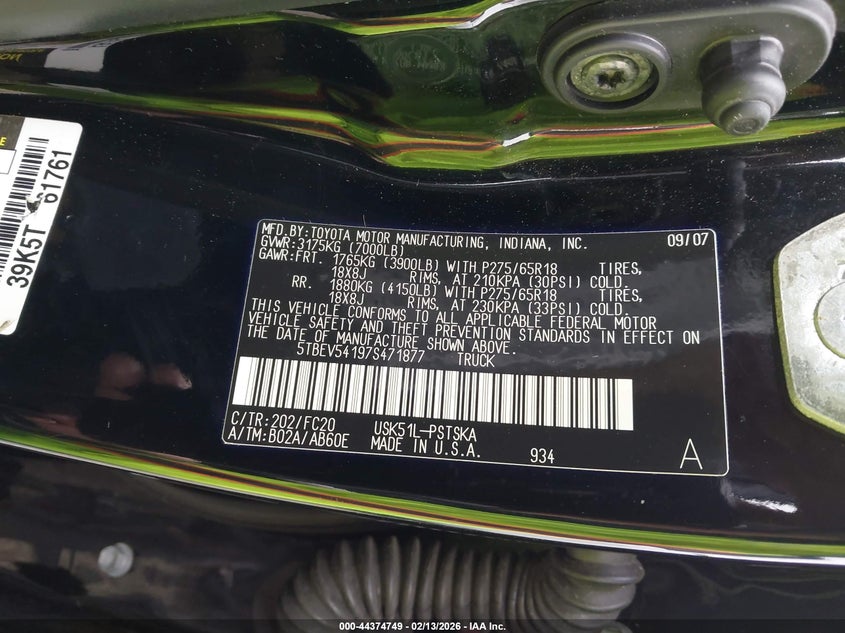 39K5T 61761
MFD.BY:TOYOTA MOTOR MANUFACTURING, INDIANA, INC. 09/07
GVWR:3175KG (7000LB)
GAWR:FRT. 1765KG (3900LB) WITH P275/65R18 TIRES,
18X8J RIMS, AT 210KPA (30PSI) COLD.
RR. 1880KG (4150LB) WITH P275/65R18 TIRES,
18X8J RIMS, AT 230KPA (33PSI) COLD.
THIS VEHICLE CONFORMS TO ALL APPLICABLE FEDERAL MOTOR
VEHICLE SAFETY AND THEFT PREVENTION STANDARDS IN EFFECT ON
THE DATE OF MANUFACTURE SHOWN ABOVE.
5TBEV54197S471877 TRUCK
C/TR:202/FC20 USK51L-PSTSKA
A/TM:B02A/AB60E MADE IN U.S.A. 934 A
000-44374749 - 02/13/2026 - IAA Inc.